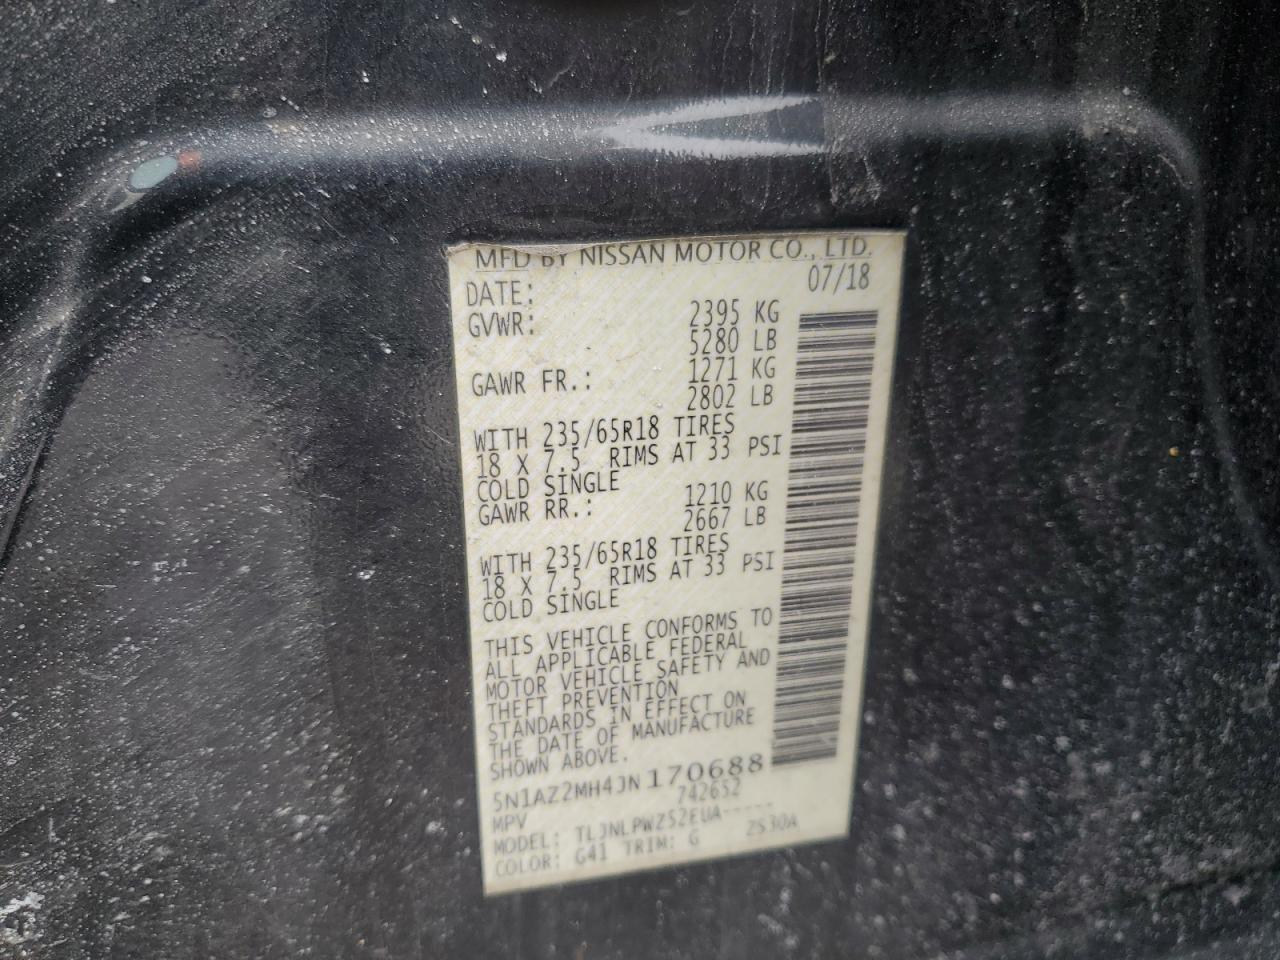 MFD BY NISSAN MOTOR CO., LTD.
DATE: 07/18
GVWR: 2395 KG
5280 LB
GAWR FR.: 1271 KG
2802 LB
WITH 235/65R18 TIRES
18 X 7.5 RIMS AT 33 PSI
COLD SINGLE
GAWR RR.: 1210 KG
2667 LB
WITH 235/65R18 TIRES
18 X 7.5 RIMS AT 33 PSI
COLD SINGLE
THIS VEHICLE CONFORMS TO
ALL APPLICABLE FEDERAL
MOTOR VEHICLE SAFETY AND
THEFT PREVENTION
STANDARDS IN EFFECT ON
THE DATE OF MANUFACTURE
SHOWN ABOVE.
5N1AZ2MH4JN170688
MPV 742652
MODEL: TLJNLPWZ52EUA-----
COLOR: G41 TRIM: G ZS30A